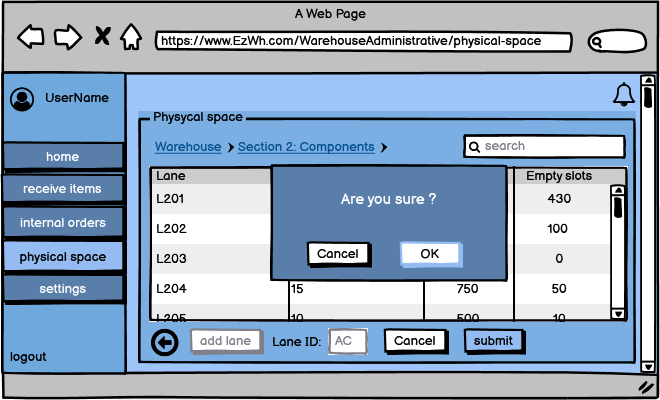 A Web Page
https://www.EzWh.com/WarehouseAdministrative/physical-space
UserName
home
receive items
internal orders
physical space
settings
logout
Physycal space
Warehouse
Section 2: Components
search
Lane
Empty slots
L201
430
L202
100
L203
0
L204
15
750
50
L205
10
500
10
Are you sure ?
Cancel
OK
add lane
Lane ID:
AC
Cancel
submit